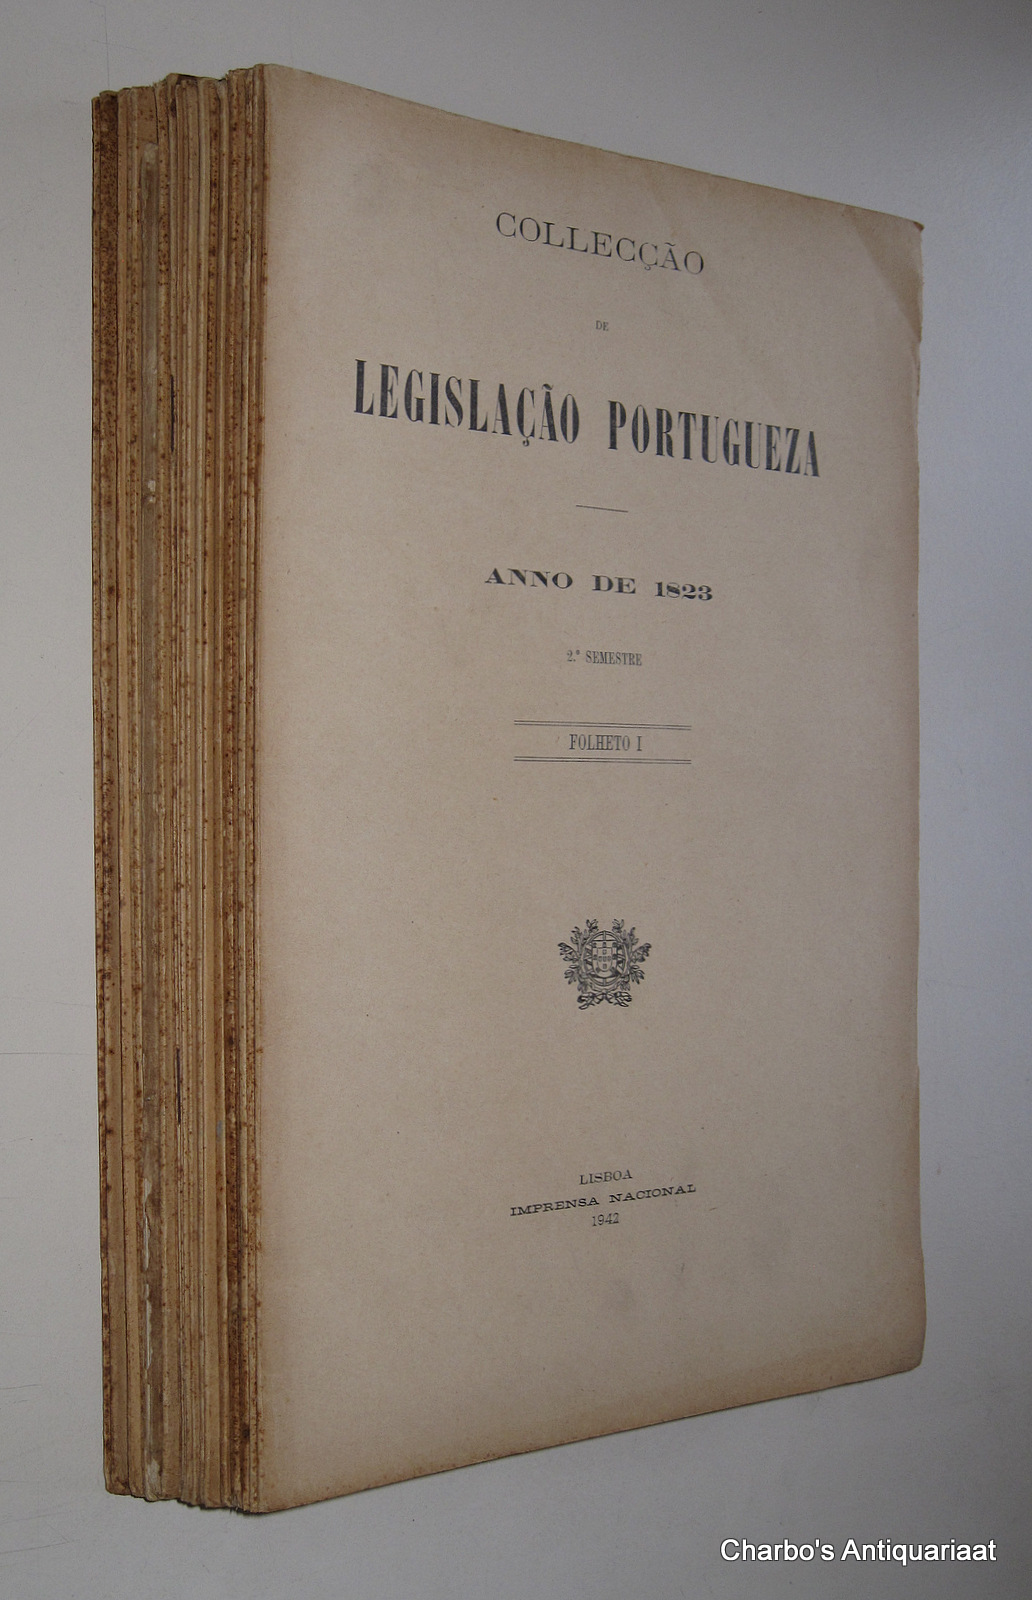 COLLECÇÃO
DE
LEGISLAÇÃO PORTUGUEZA
ANNO DE 1823
2.º SEMESTRE
FOLHETO I
LISBOA
IMPRENSA NACIONAL
1942
Charbo's Antiquariaat